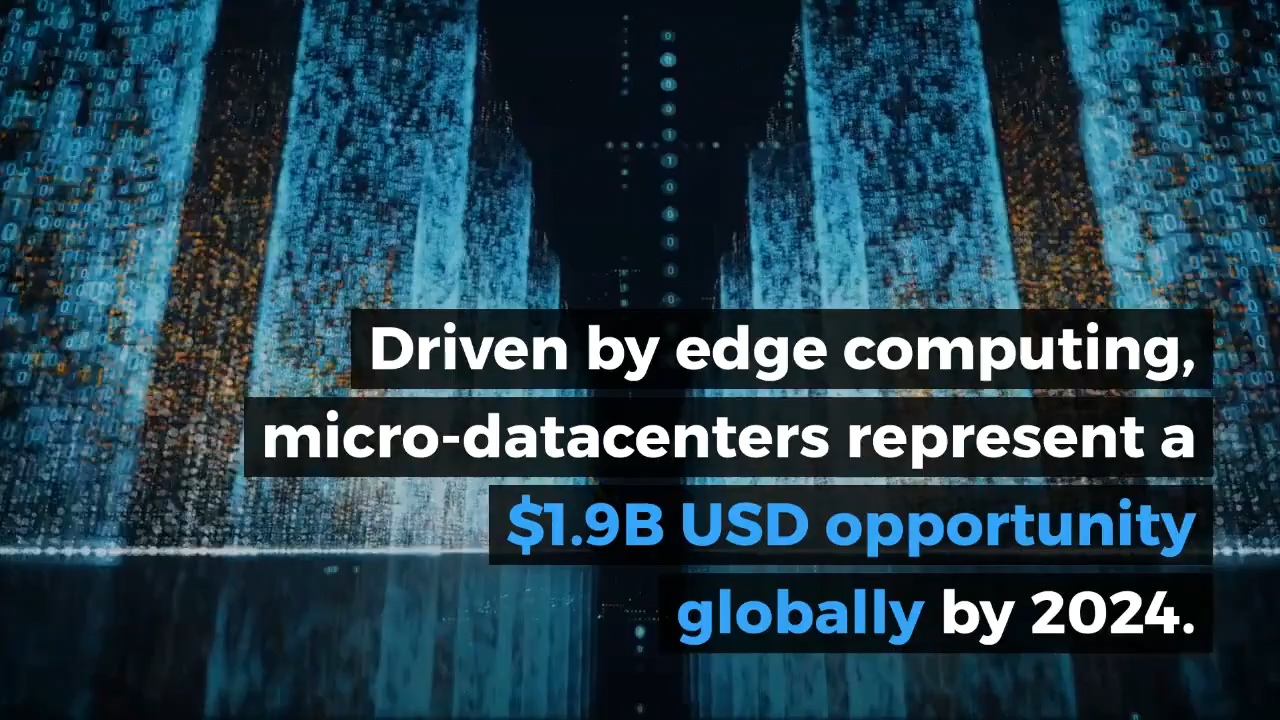 Driven by edge computing,
micro-datacenters represent a
$1.9B USD opportunity
globally by 2024.